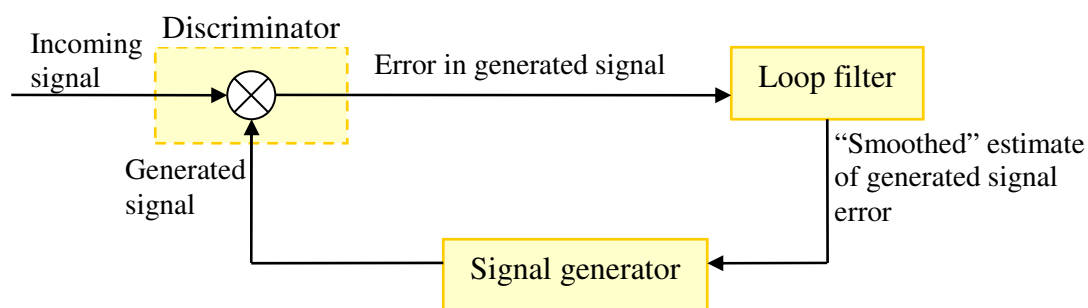 Discriminator
Incoming
signal
Error in generated signal
Loop filter
Generated
signal
“Smoothed” estimate
of generated signal
error
Signal generator